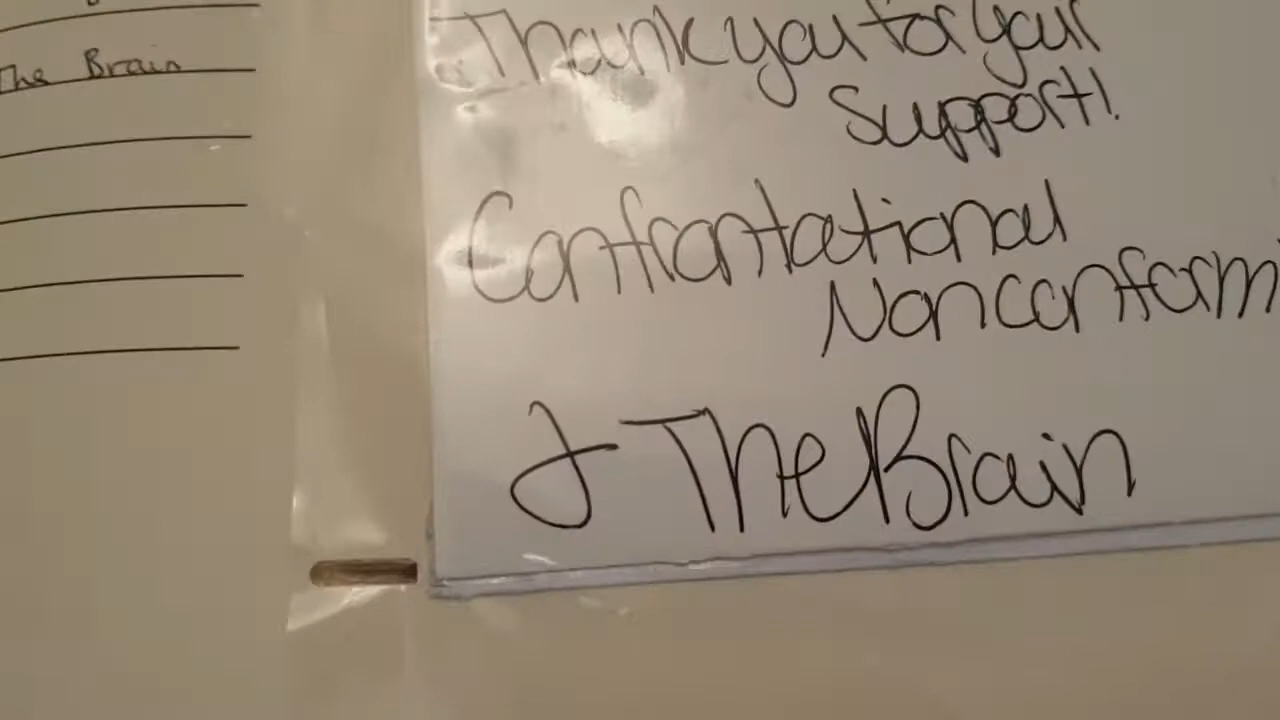 The Brain
Thank you for your
Support!
Confrontational
Nonconform
& The Brain